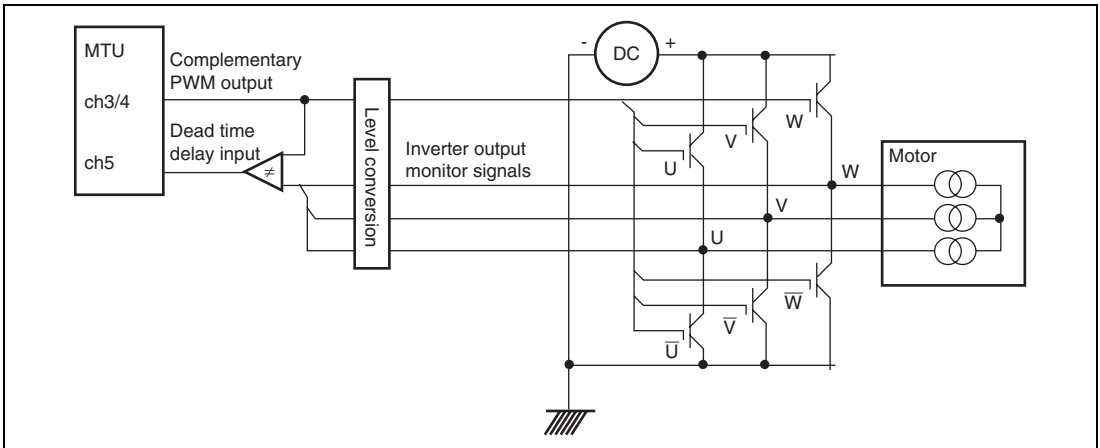 MTU
Complementary
PWM output
ch3/4
Dead time
delay input
ch5
≠
Level conversion
Inverter output
monitor signals
- DC +
W
V
U
W
V
U
W̅
V̅
U̅
Motor